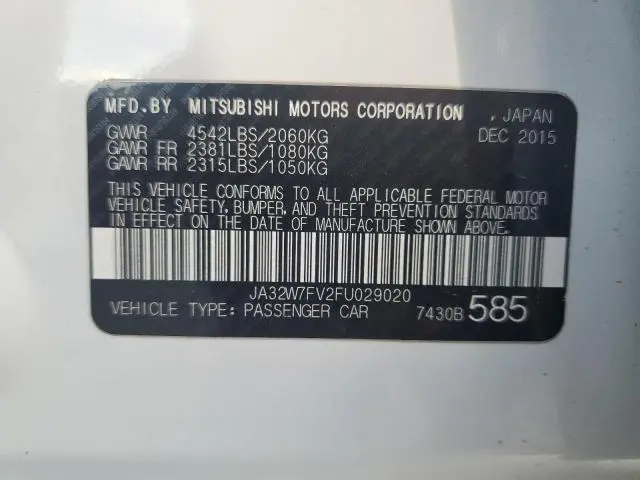 MFD.BY MITSUBISHI MOTORS CORPORATION , JAPAN
GVWR 4542LBS/2060KG DEC 2015
GAWR FR 2381LBS/1080KG
GAWR RR 2315LBS/1050KG
THIS VEHICLE CONFORMS TO ALL APPLICABLE FEDERAL MOTOR
VEHICLE SAFETY, BUMPER, AND THEFT PREVENTION STANDARDS
IN EFFECT ON THE DATE OF MANUFACTURE SHOWN ABOVE.
JA32W7FV2FU029020
VEHICLE TYPE: PASSENGER CAR 7430B 585